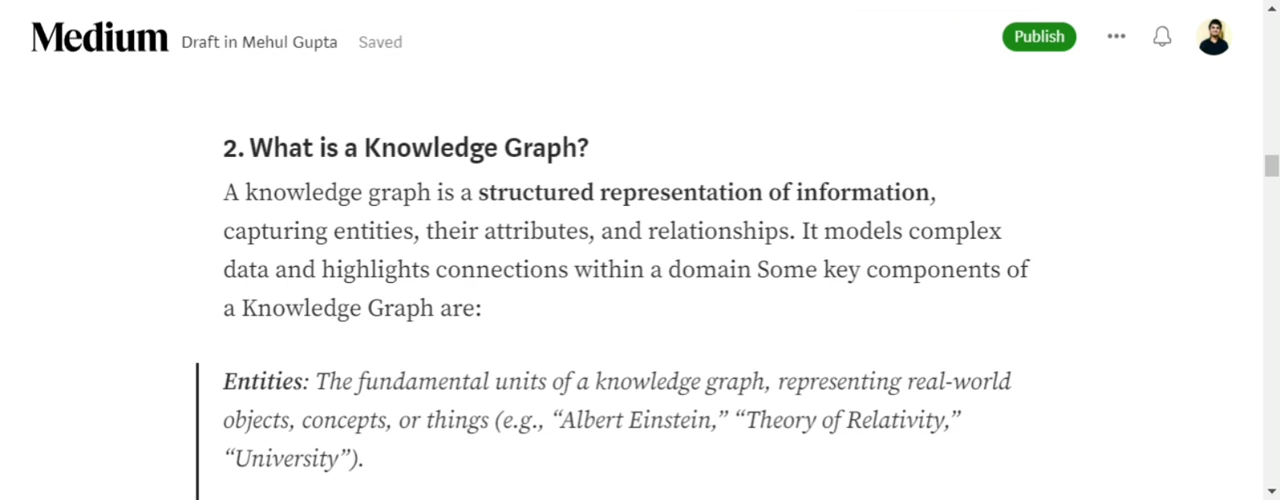 Medium Draft in Mehul Gupta Saved Publish
2. What is a Knowledge Graph?
A knowledge graph is a structured representation of information,
capturing entities, their attributes, and relationships. It models complex
data and highlights connections within a domain Some key components of
a Knowledge Graph are:
Entities: The fundamental units of a knowledge graph, representing real-world
objects, concepts, or things (e.g., “Albert Einstein,” “Theory of Relativity,”
“University”).